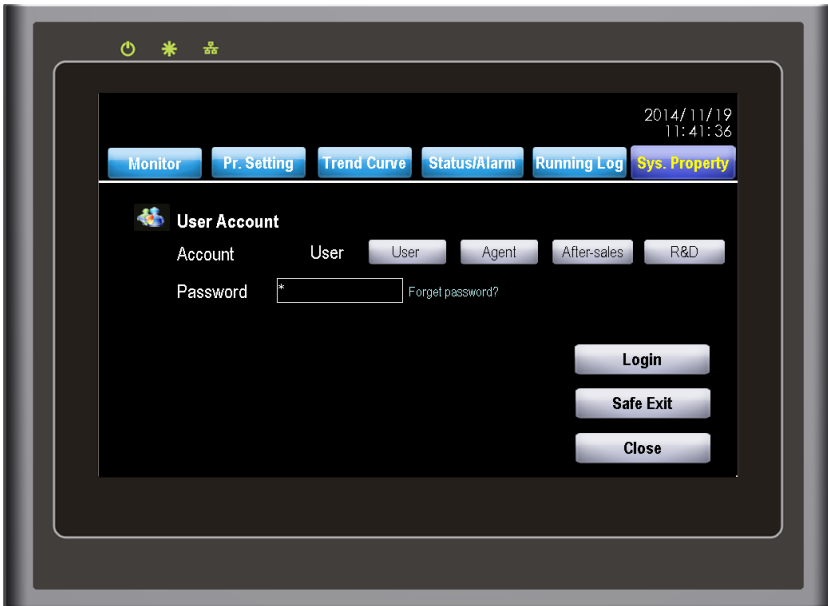 2014/11/19
11:41:36
Monitor Pr. Setting Trend Curve Status/Alarm Running Log Sys. Property
User Account
Account User User Agent After-sales R&D
Password * Forget password?
Login
Safe Exit
Close